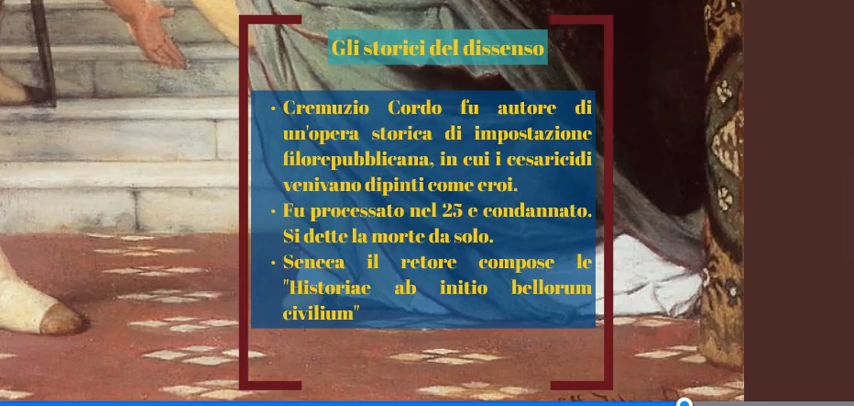 Gli storici del dissenso
• Cremuzio Cordo fu autore di
un'opera storica di impostazione
filorepubblicana, in cui i cesaricidi
venivano dipinti come eroi.
• Fu processato nel 25 e condannato.
Si dette la morte da solo.
• Seneca il retore compose le
"Historiae ab initio bellorum
civilium"